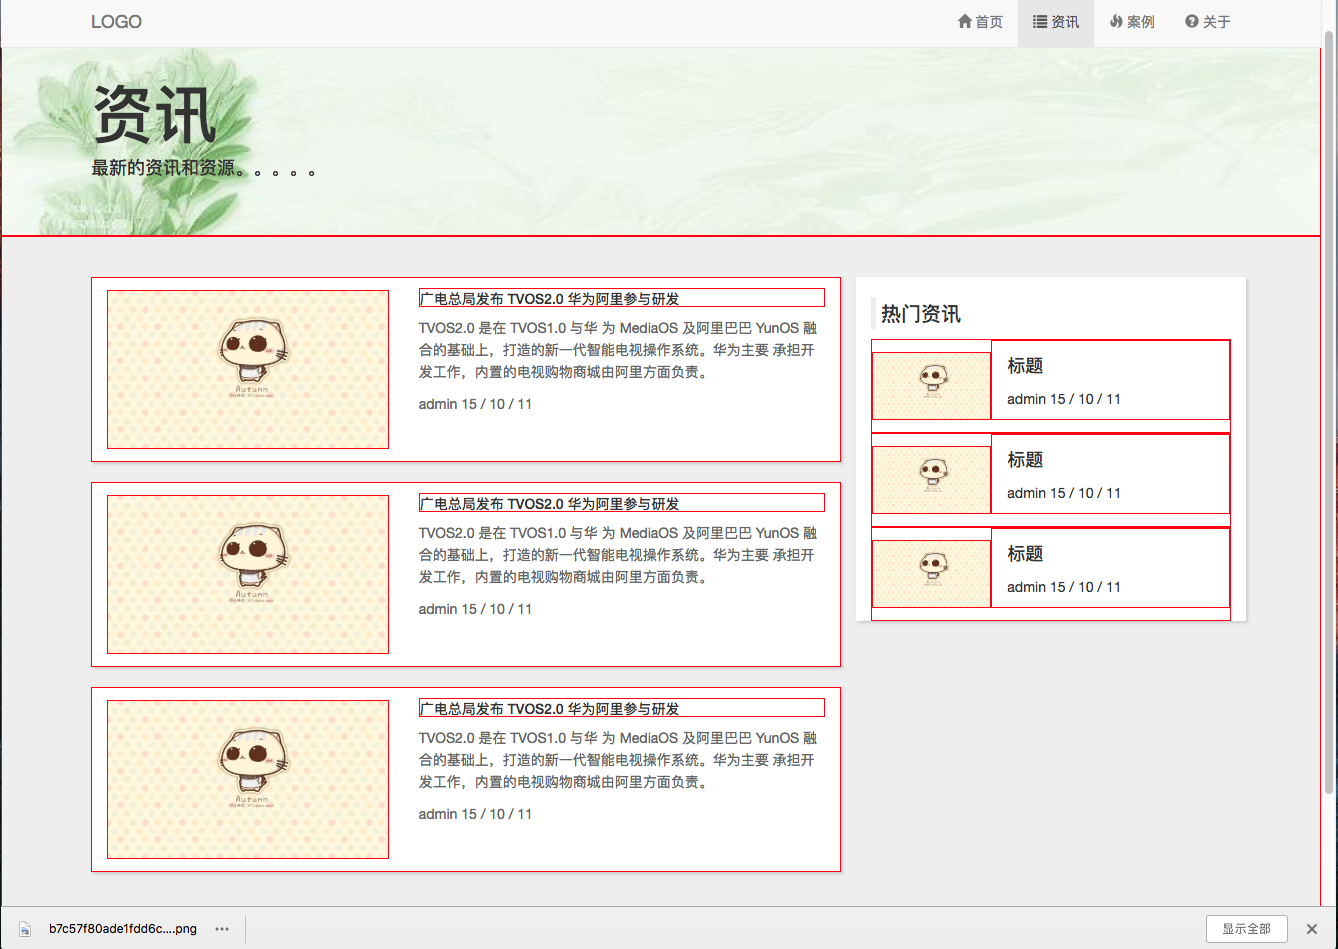 LOGO
首页
资讯
案例
关于
资讯
最新的资讯和资源。。。。。
广电总局发布 TVOS2.0 华为阿里参与研发
TVOS2.0 是在 TVOS1.0 与华 为 MediaOS 及阿里巴巴 YunOS 融
合的基础上，打造的新一代智能电视操作系统。华为主要 承担开
发工作，内置的电视购物商城由阿里方面负责。
admin 15 / 10 / 11
Autunn
广电总局发布 TVOS2.0 华为阿里参与研发
TVOS2.0 是在 TVOS1.0 与华 为 MediaOS 及阿里巴巴 YunOS 融
合的基础上，打造的新一代智能电视操作系统。华为主要 承担开
发工作，内置的电视购物商城由阿里方面负责。
admin 15 / 10 / 11
Autunn
广电总局发布 TVOS2.0 华为阿里参与研发
TVOS2.0 是在 TVOS1.0 与华 为 MediaOS 及阿里巴巴 YunOS 融
合的基础上，打造的新一代智能电视操作系统。华为主要 承担开
发工作，内置的电视购物商城由阿里方面负责。
admin 15 / 10 / 11
Autunn
热门资讯
标题
admin 15 / 10 / 11
标题
admin 15 / 10 / 11
标题
admin 15 / 10 / 11
b7c57f80ade1fdd6c....png
显示全部